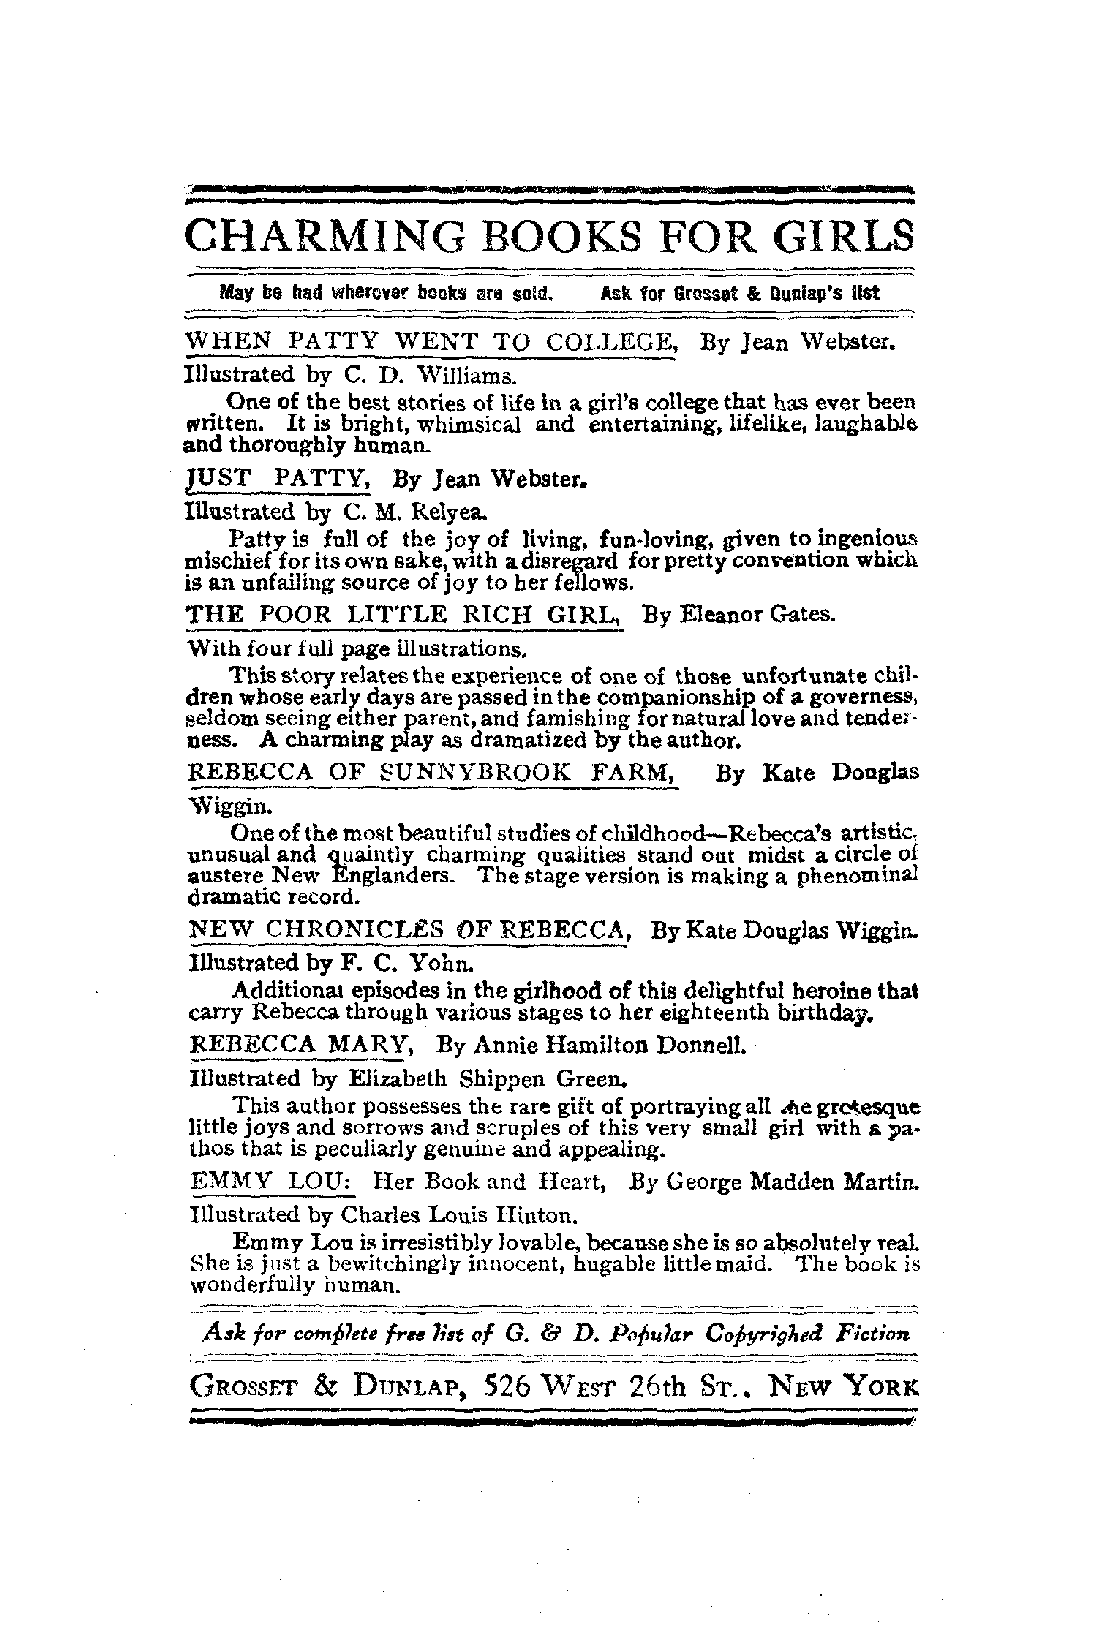 CHARMING BOOKS FOR GIRLS
May be had wherever books are sold. Ask for Grosset & Dunlap's list
WHEN PATTY WENT TO COLLEGE, By Jean Webster.
Illustrated by C. D. Williams.
One of the best stories of life in a girl's college that has ever been
written. It is bright, whimsical and entertaining, lifelike, laughable
and thoroughly human.
JUST PATTY, By Jean Webster.
Illustrated by C. M. Relyea.
Patty is full of the joy of living, fun-loving, given to ingenious
mischief for its own sake, with a disregard for pretty convention which
is an unfailing source of joy to her fellows.
THE POOR LITTLE RICH GIRL, By Eleanor Gates.
With four full page illustrations.
This story relates the experience of one of those unfortunate chil-
dren whose early days are passed in the companionship of a governess,
seldom seeing either parent, and famishing for natural love and tender-
ness. A charming play as dramatized by the author.
REBECCA OF SUNNYBROOK FARM, By Kate Douglas
Wiggin.
One of the most beautiful studies of childhood—Rebecca's artistic,
unusual and quaintly charming qualities stand out midst a circle of
austere New Englanders. The stage version is making a phenominal
dramatic record.
NEW CHRONICLES OF REBECCA, By Kate Douglas Wiggin.
Illustrated by F. C. Yohn.
Additional episodes in the girlhood of this delightful heroine that
carry Rebecca through various stages to her eighteenth birthday.
REBECCA MARY, By Annie Hamilton Donnell.
Illustrated by Elizabeth Shippen Green.
This author possesses the rare gift of portraying all the grotesque
little joys and sorrows and scruples of this very small girl with a pa-
thos that is peculiarly genuine and appealing.
EMMY LOU: Her Book and Heart, By George Madden Martin.
Illustrated by Charles Louis Hinton.
Emmy Lou is irresistibly lovable, because she is so absolutely real.
She is just a bewitchingly innocent, hugable little maid. The book is
wonderfully human.
Ask for complete free list of G. & D. Popular Copyrighed Fiction
GROSSET & DUNLAP, 526 WEST 26th ST., NEW YORK